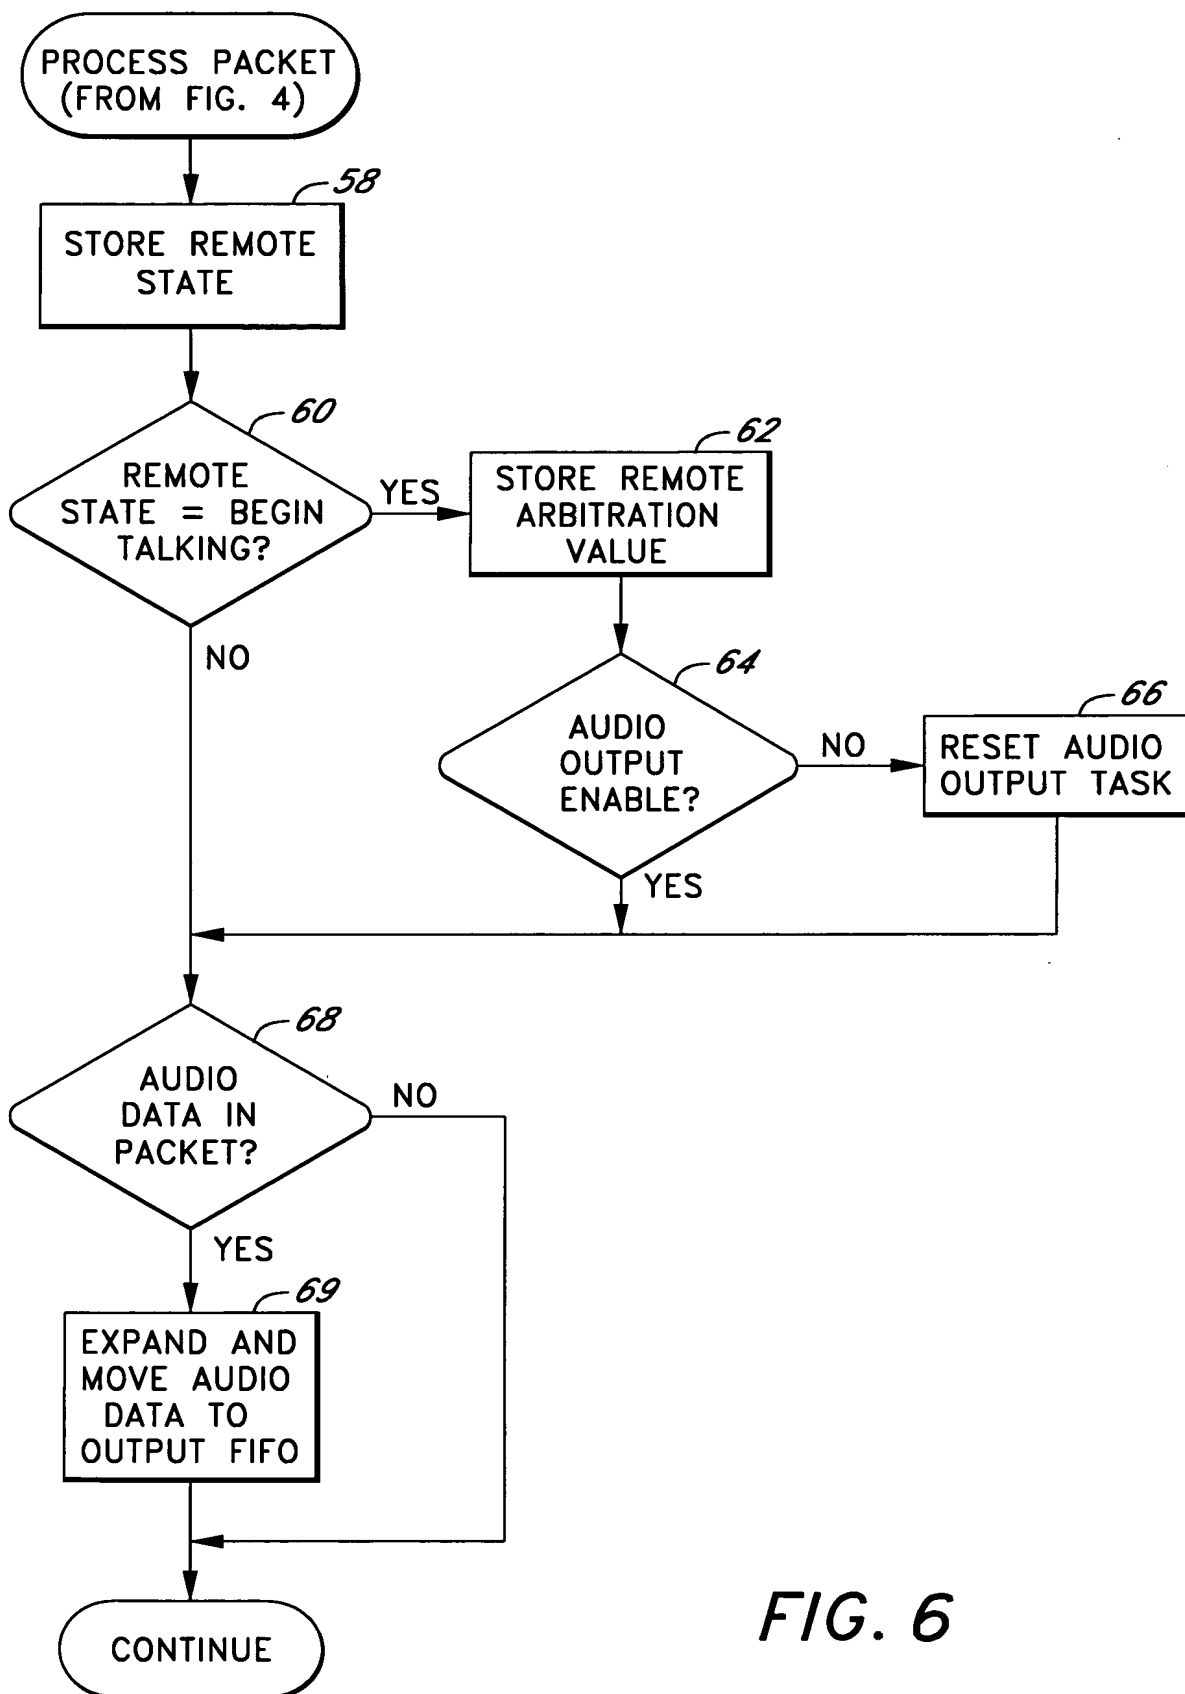 PROCESS PACKET
(FROM FIG. 4)
58
STORE REMOTE
STATE
60
REMOTE
STATE = BEGIN
TALKING?
YES
62
STORE REMOTE
ARBITRATION
VALUE
NO
64
AUDIO
OUTPUT
ENABLE?
NO
66
RESET AUDIO
OUTPUT TASK
YES
68
AUDIO
DATA IN
PACKET?
NO
YES
69
EXPAND AND
MOVE AUDIO
DATA TO
OUTPUT FIFO
CONTINUE
FIG. 6